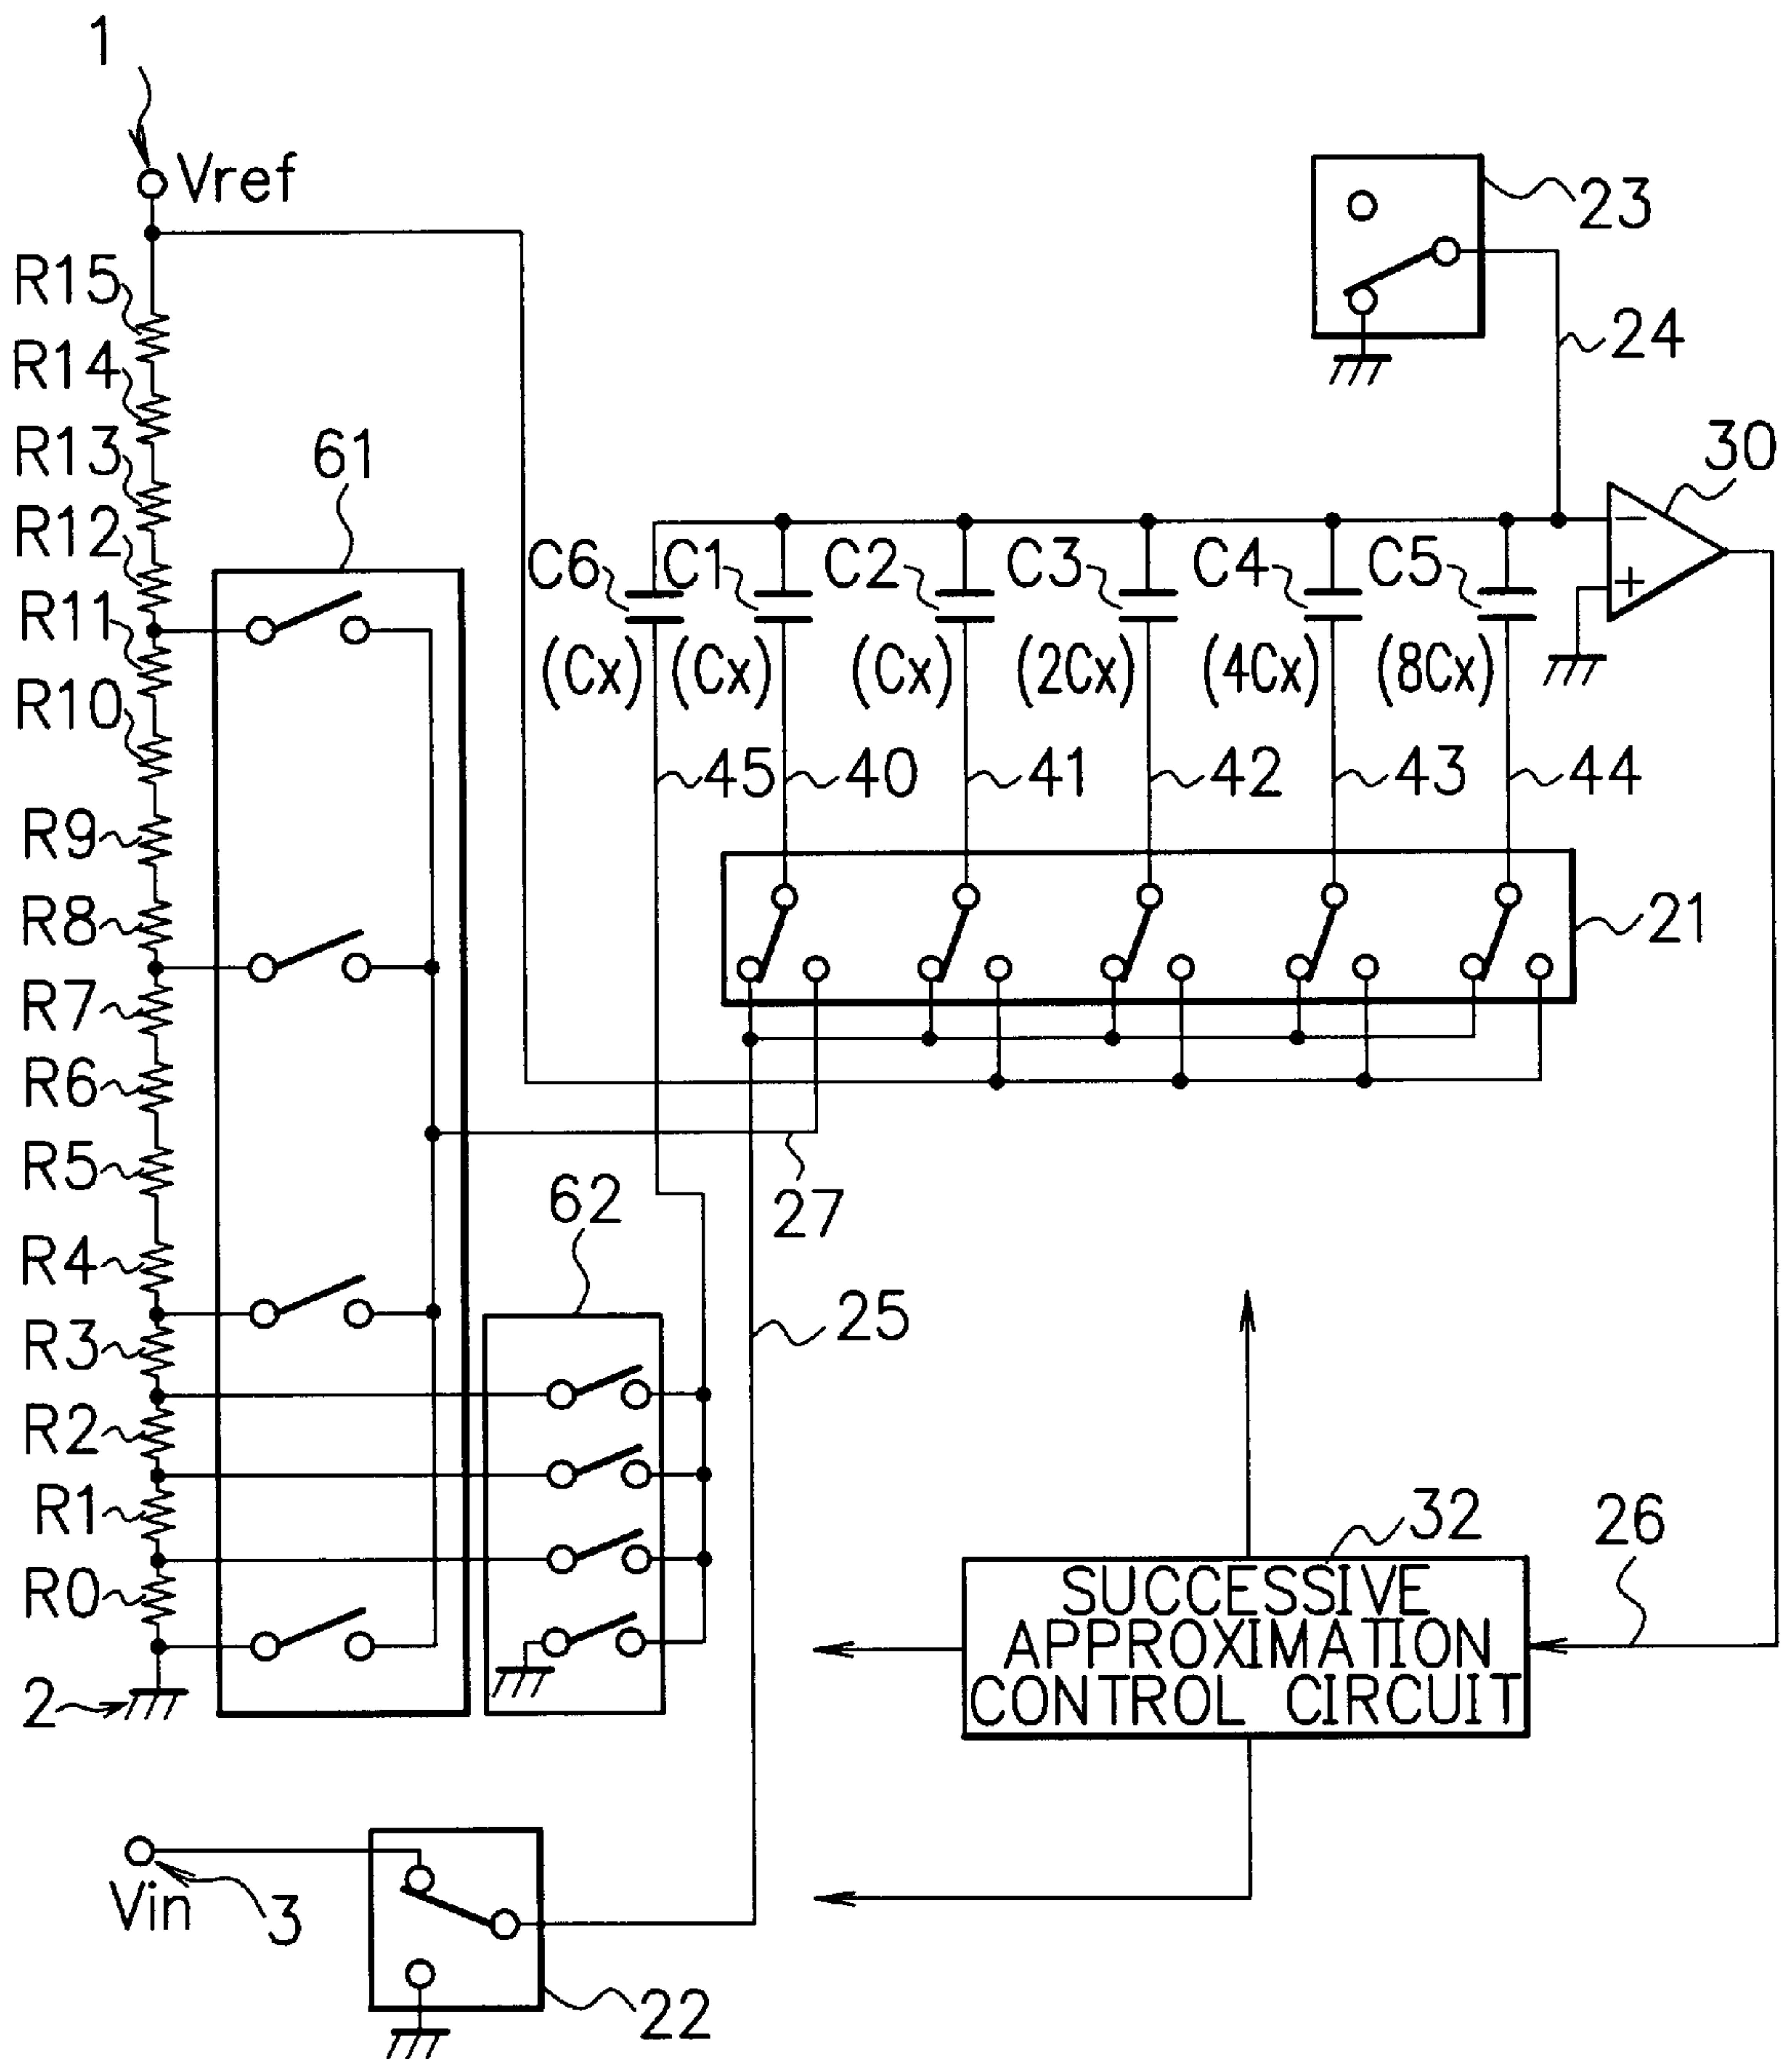 1
Vref
23
R15
24
R14
R13
61
30
R12
C6
C1
C2
C3
C4
C5
−
+
R11
(Cx)
(Cx)
(Cx)
(2Cx)
(4Cx)
(8Cx)
R10
45
40
41
42
43
44
R9
R8
21
R7
R6
R5
27
62
R4
25
R3
R2
R1
32
26
R0
SUCCESSIVE
APPROXIMATION
CONTROL CIRCUIT
2
Vin
3
22